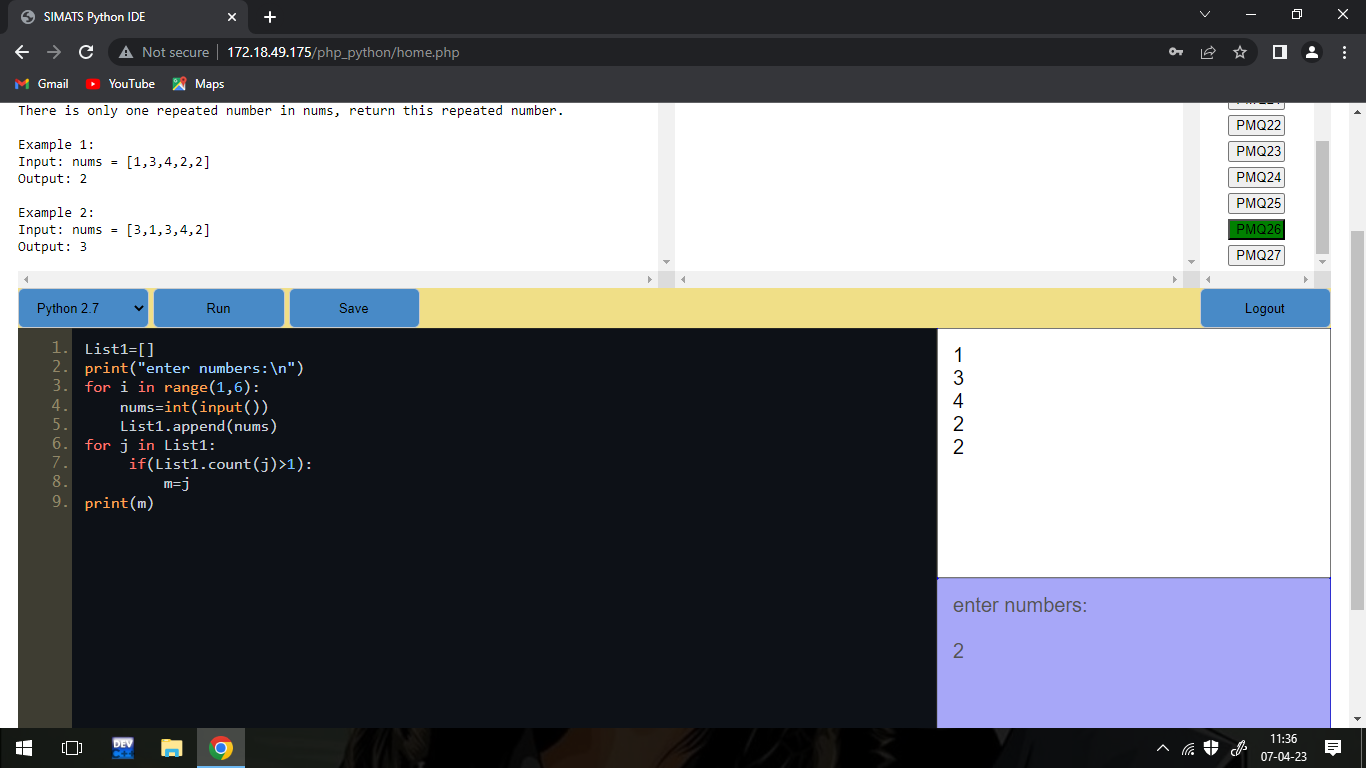 SIMATS Python IDE
Not secure
172.18.49.175/php_python/home.php
Gmail
YouTube
Maps
There is only one repeated number in nums, return this repeated number.
Example 1:
Input: nums = [1,3,4,2,2]
Output: 2
Example 2:
Input: nums = [3,1,3,4,2]
Output: 3
PMQ22
PMQ23
PMQ24
PMQ25
PMQ26
PMQ27
Python 2.7
Run
Save
Logout
1. List1=[]
2. print("enter numbers:\n")
3. for i in range(1,6):
4. nums=int(input())
5. List1.append(nums)
6. for j in List1:
7. if(List1.count(j)>1):
8. m=j
9. print(m)
1
3
4
2
2
enter numbers:
2
DEV
C++
11:36
07-04-23